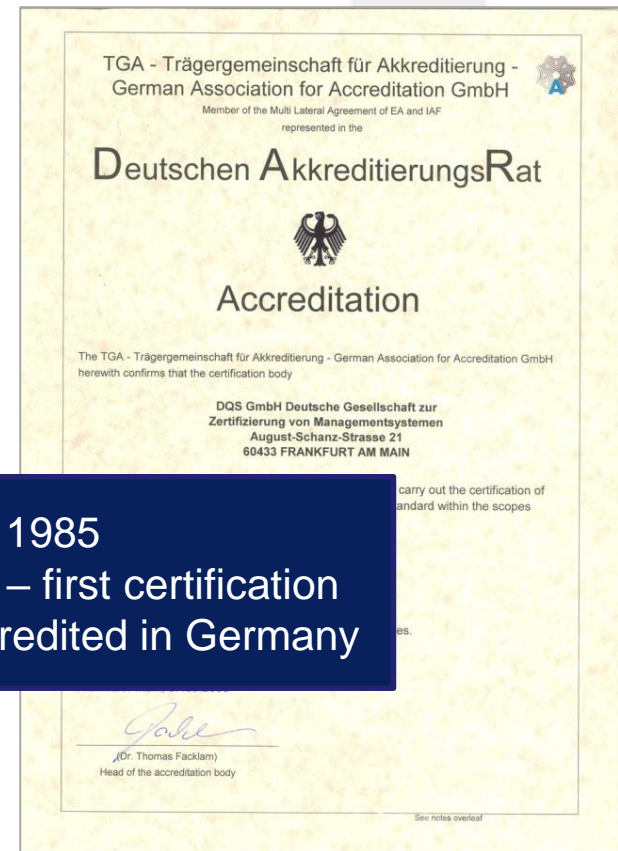 TGA - Trägergemeinschaft für Akkreditierung -
German Association for Accreditation GmbH
A
Member of the Multi Lateral Agreement of EA and IAF
represented in the
Deutschen AkkreditierungsRat
Accreditation
The TGA - Trägergemeinschaft für Akkreditierung - German Association for Accreditation GmbH
herewith confirms that the certification body
DQS GmbH Deutsche Gesellschaft zur
Zertifizierung von Managementsystemen
August-Schanz-Strasse 21
60433 FRANKFURT AM MAIN
carry out the certification of
within the scopes
1985
– first certification
in Germany
(Dr. Thomas Facklam)
Head of the accreditation body
See notes overleaf